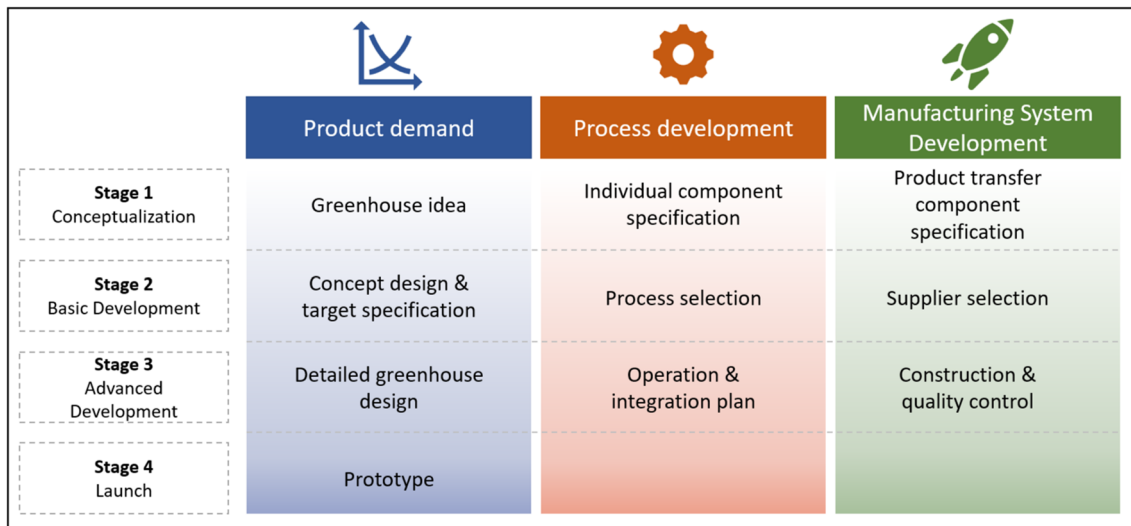 Product demand
Process development
Manufacturing System
Development
Stage 1
Conceptualization
Greenhouse idea
Individual component
specification
Product transfer
component
specification
Stage 2
Basic Development
Concept design &
target specification
Process selection
Supplier selection
Stage 3
Advanced
Development
Detailed greenhouse
design
Operation &
integration plan
Construction &
quality control
Stage 4
Launch
Prototype